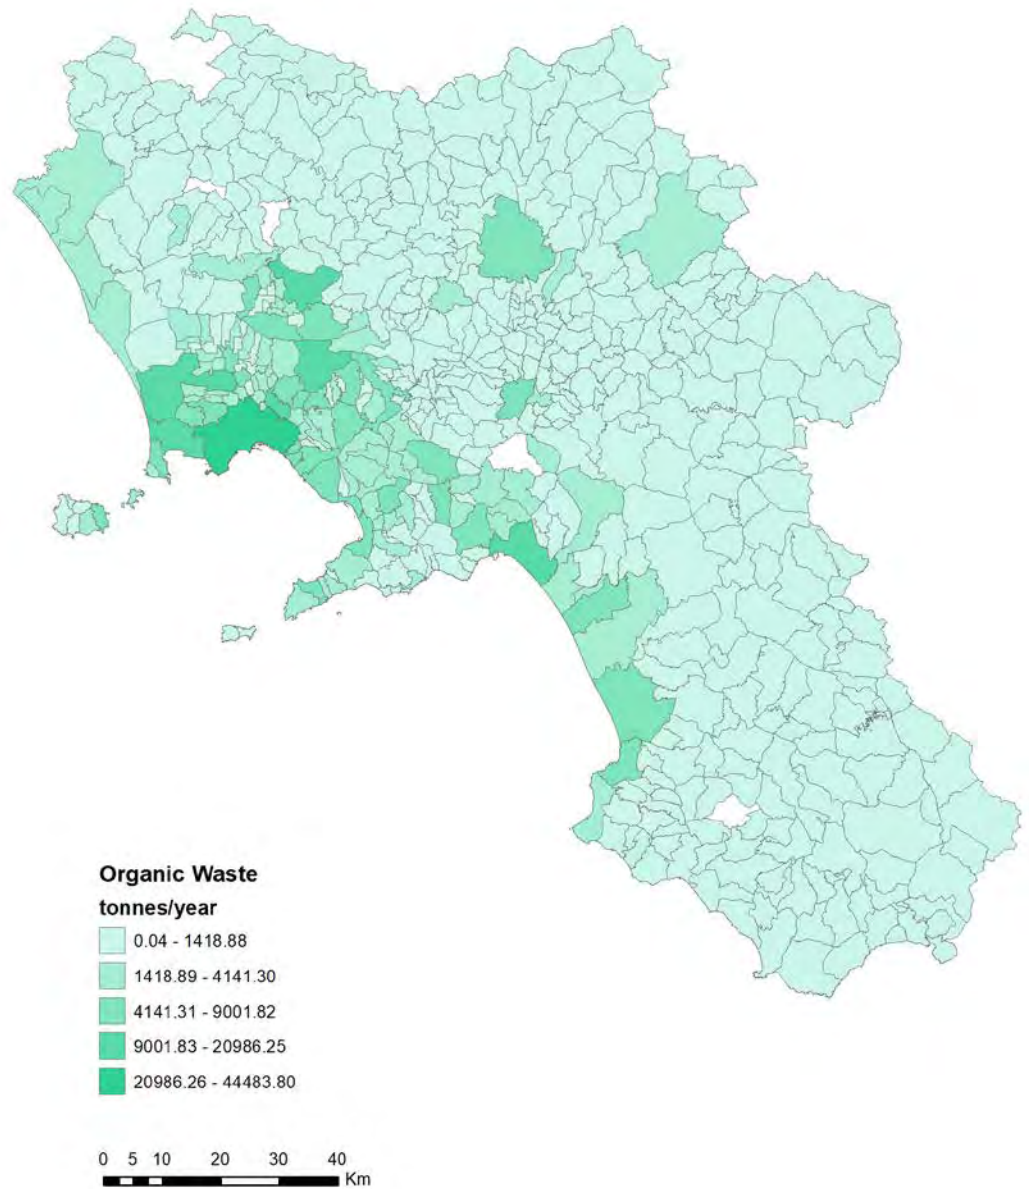 Organic Waste
tonnes/year
0.04 - 1418.88
1418.89 - 4141.30
4141.31 - 9001.82
9001.83 - 20986.25
20986.26 - 44483.80
0 5 10 20 30 40
Km